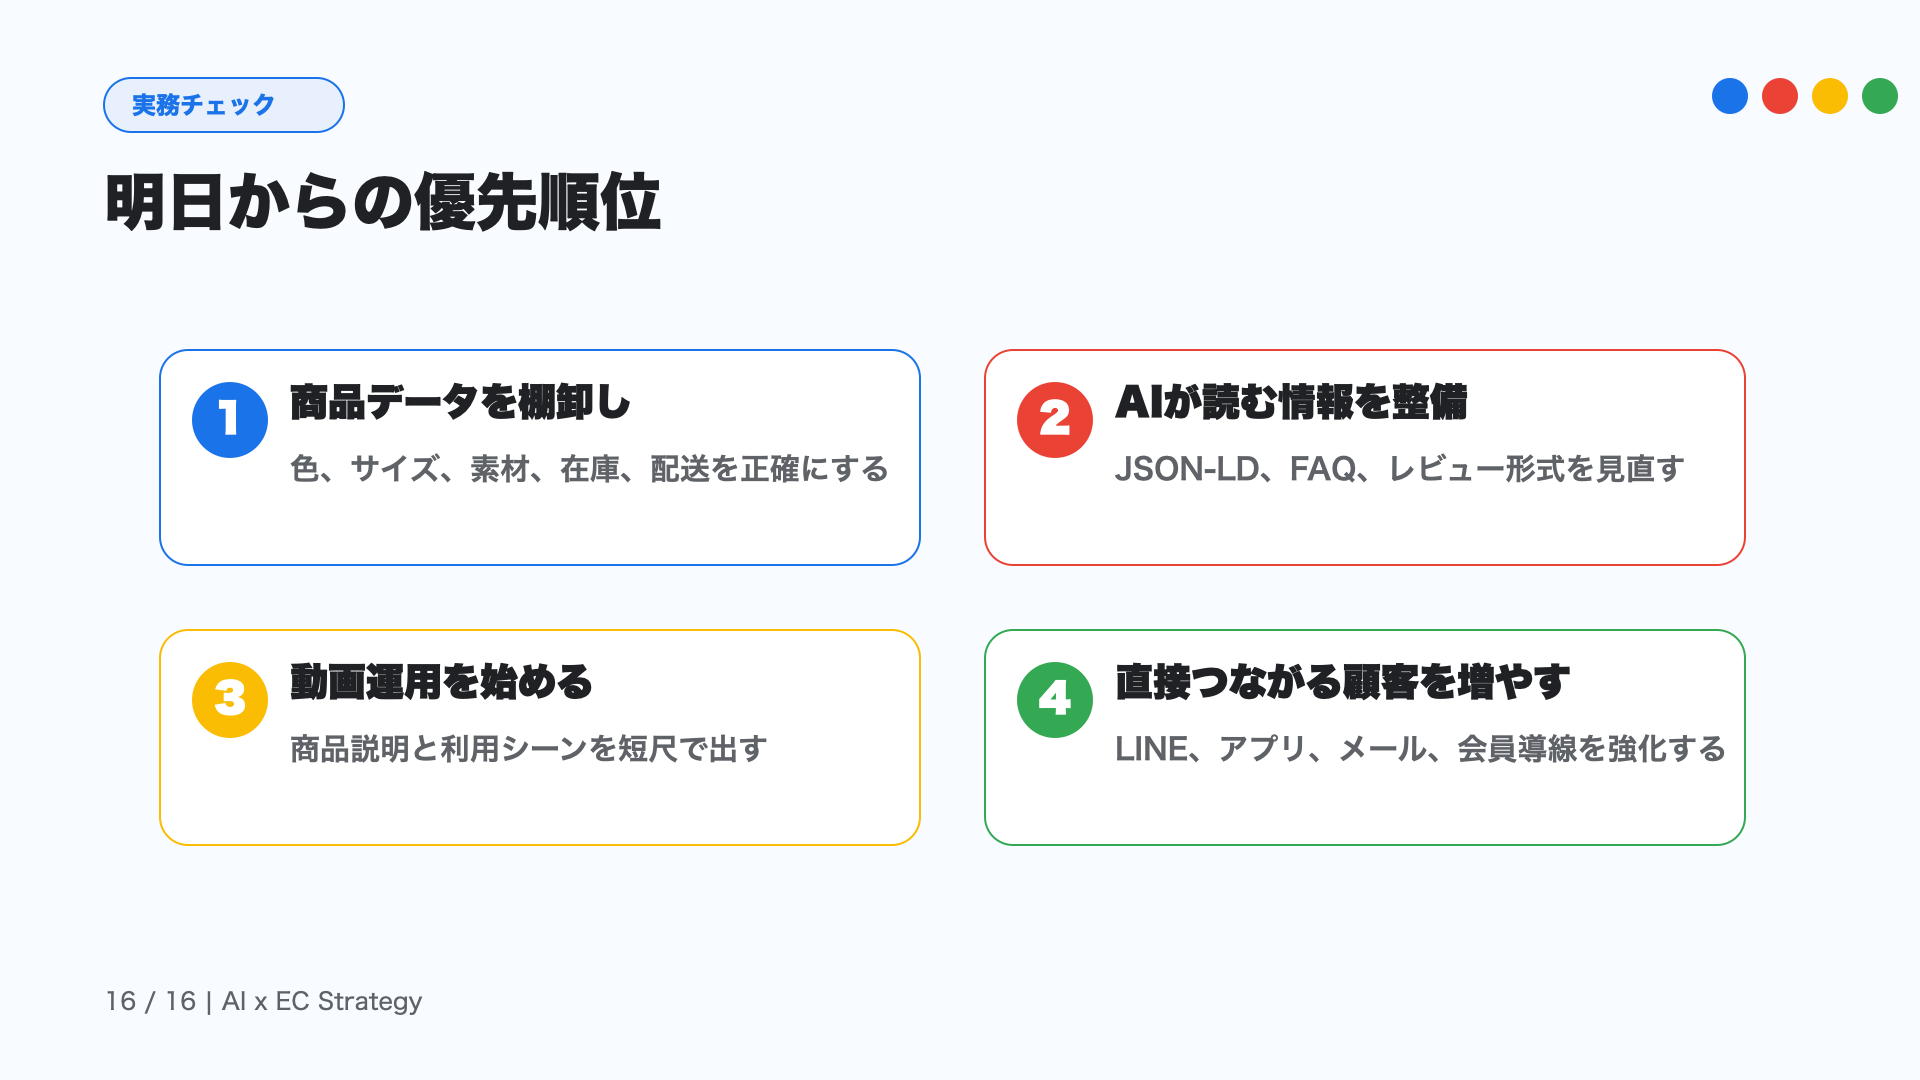 実務チェック
明日からの優先順位
1
商品データを棚卸し
色、サイズ、素材、在庫、配送を正確にする
2
AIが読む情報を整備
JSON-LD、FAQ、レビュー形式を見直す
3
動画運用を始める
商品説明と利用シーンを短尺で出す
4
直接つながる顧客を増やす
LINE、アプリ、メール、会員導線を強化する
16 / 16 | AI x EC Strategy